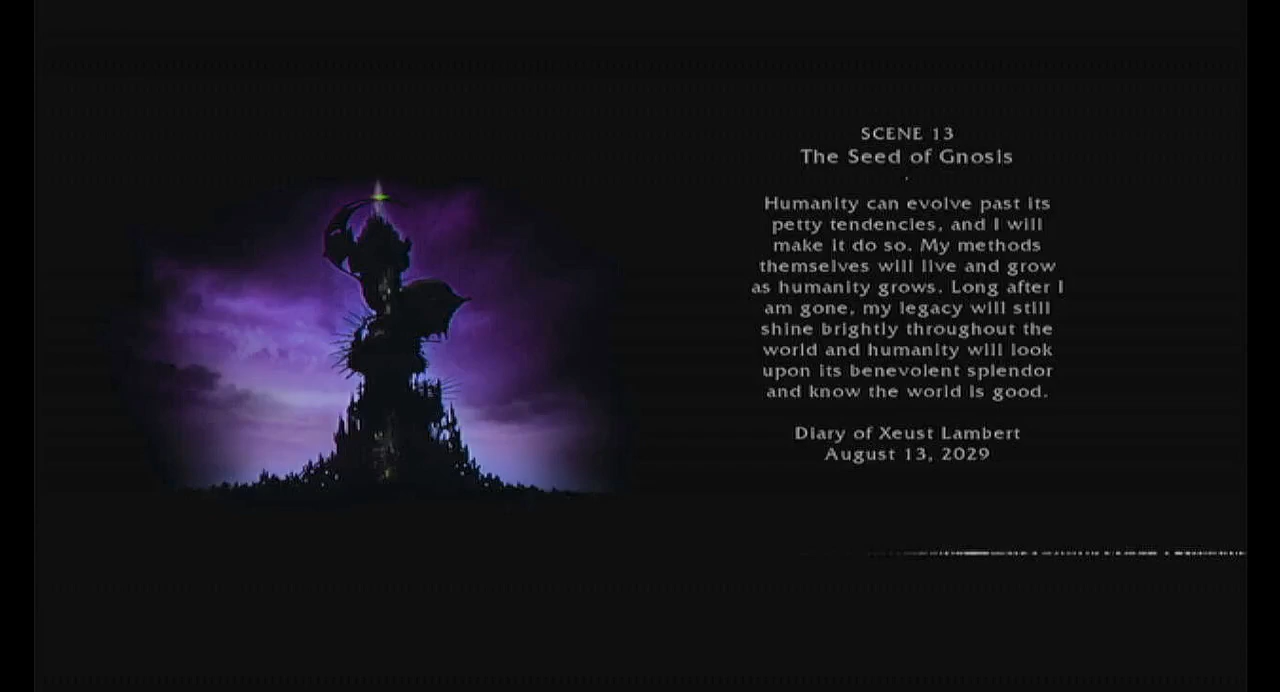 SCENE 13
The Seed of Gnosis
Humanity can evolve past its
petty tendencies, and I will
make it do so. My methods
themselves will live and grow
as humanity grows. Long after I
am gone, my legacy will still
shine brightly throughout the
world and humanity will look
upon its benevolent splendor
and know the world is good.
Diary of Xeust Lambert
August 13, 2029